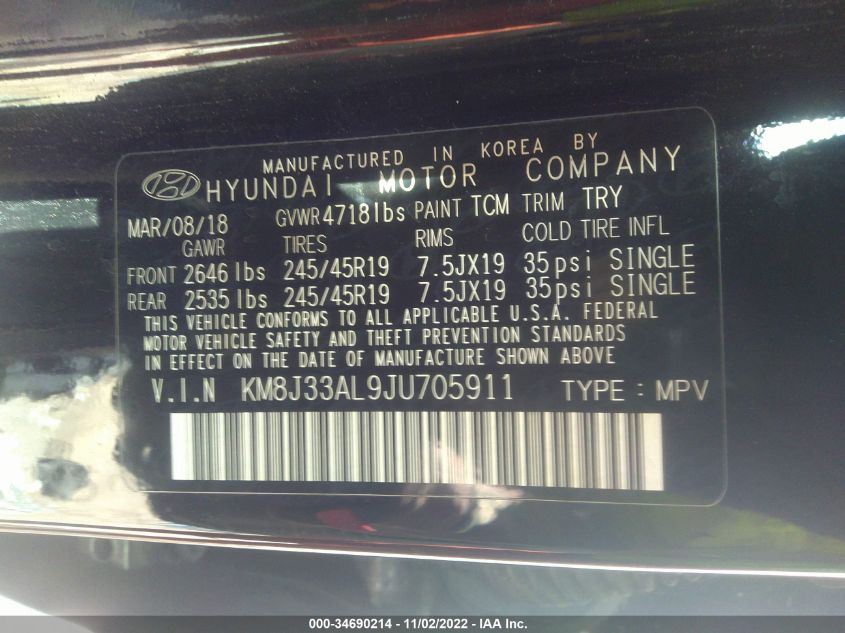 MANUFACTURED IN KOREA BY
HYUNDAI MOTOR COMPANY
MAR/08/18 GVWR 4718lbs PAINT TCM TRIM TRY
GAWR TIRES RIMS COLD TIRE INFL
FRONT 2646 lbs 245/45R19 7.5JX19 35psi SINGLE
REAR 2535 lbs 245/45R19 7.5JX19 35psi SINGLE
THIS VEHICLE CONFORMS TO ALL APPLICABLE U.S.A. FEDERAL
MOTOR VEHICLE SAFETY AND THEFT PREVENTION STANDARDS
IN EFFECT ON THE DATE OF MANUFACTURE SHOWN ABOVE
V.I.N KM8J33AL9JU705911 TYPE : MPV
000-34690214 - 11/02/2022 - IAA Inc.